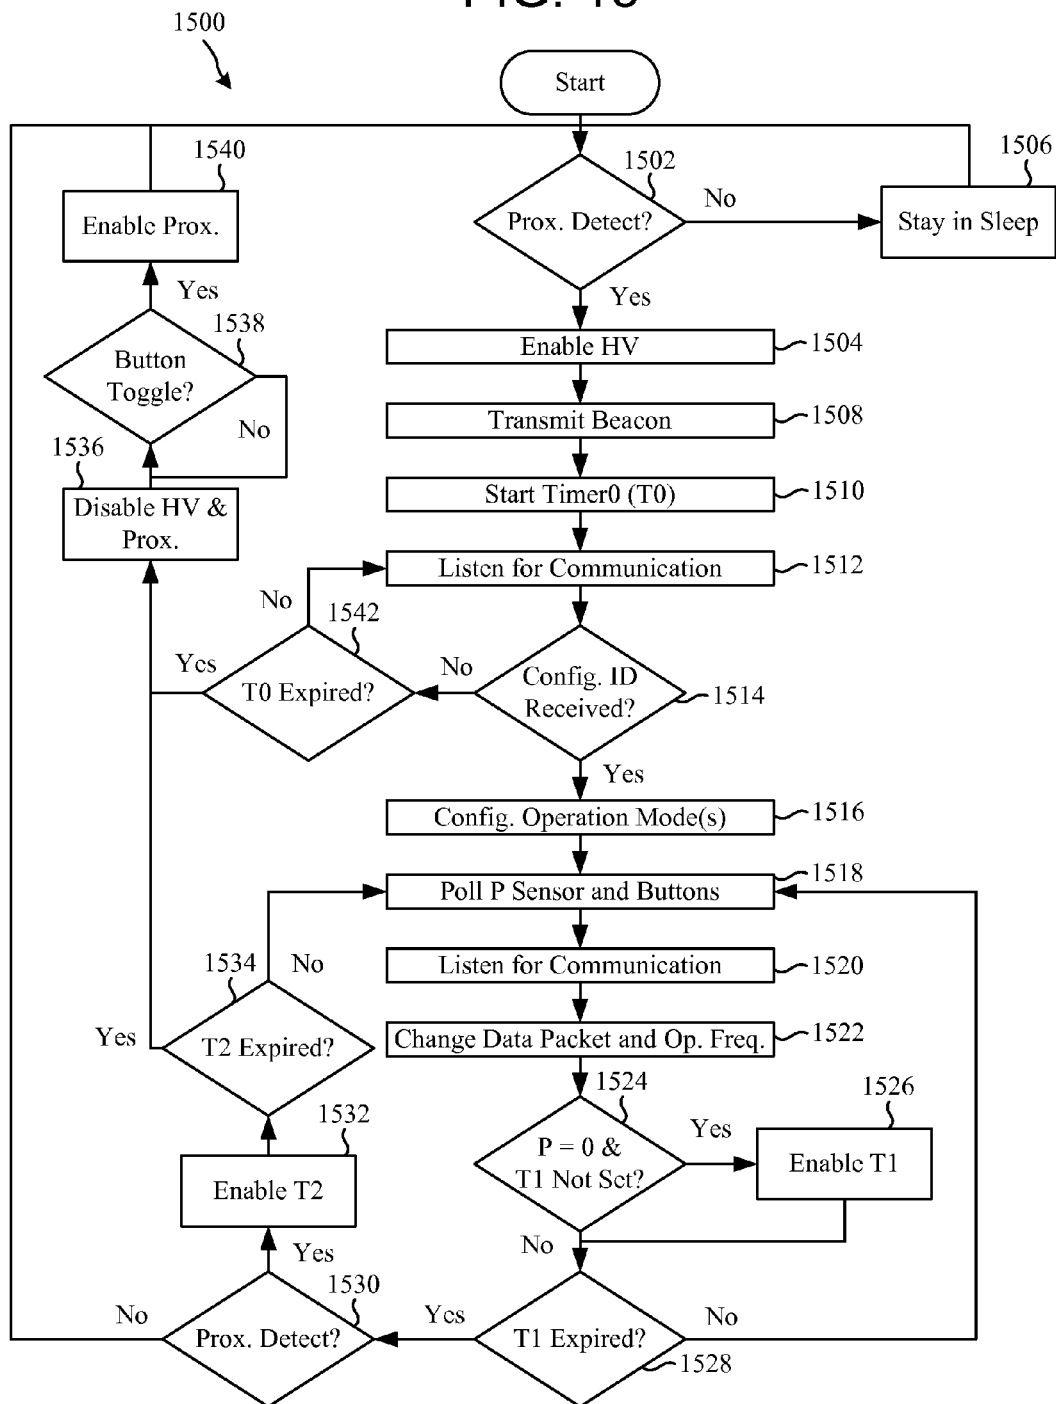 1500
Start
1540
1502
1506
Enable Prox.
Prox. Detect?
No
Stay in Sleep
Yes
Yes
1538
Enable HV
1504
Button
Toggle?
Transmit Beacon
1508
No
1536
Start Timer0 (T0)
1510
Disable HV &
Prox.
Listen for Communication
1512
No
1542
Yes
No
T0 Expired?
Config. ID
Received?
1514
Yes
Config. Operation Mode(s)
1516
Poll P Sensor and Buttons
1518
1534
No
Listen for Communication
1520
Yes
T2 Expired?
Change Data Packet and Op. Freq.
1522
1524
1526
1532
P = 0 &
T1 Not Set?
Yes
Enable T1
Enable T2
Yes
No
1530
No
Prox. Detect?
Yes
T1 Expired?
No
1528